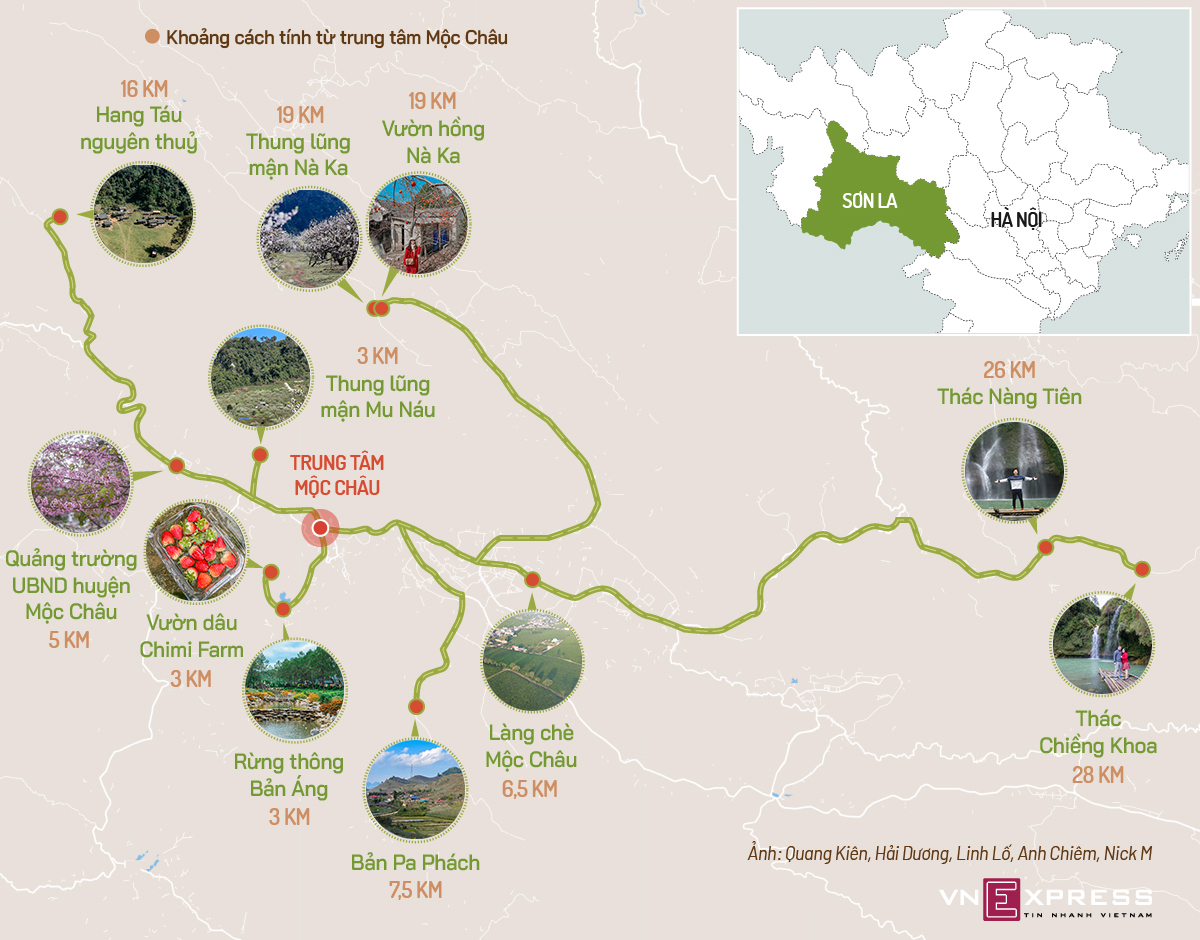 Khoảng cách tính từ trung tâm Mộc Châu
16 KM
Hang Táu
nguyên thuỷ
19 KM
Thung lũng
mận Nà Ka
19 KM
Vườn hồng
Nà Ka
SƠN LA
HÀ NỘI
3 KM
Thung lũng
mận Mu Náu
26 KM
Thác Nàng Tiên
TRUNG TÂM
MỘC CHÂU
Quảng trường
UBND huyện
Mộc Châu
5 KM
Vườn dâu
Chimi Farm
3 KM
Rừng thông
Bản Áng
3 KM
Bản Pa Phách
7,5 KM
Làng chè
Mộc Châu
6,5 KM
Thác
Chiềng Khoa
28 KM
Ảnh: Quang Kiên, Hải Dương, Linh Lố, Anh Chiêm, Nick M
VNEXPRESS
TIN NHANH VIETNAM